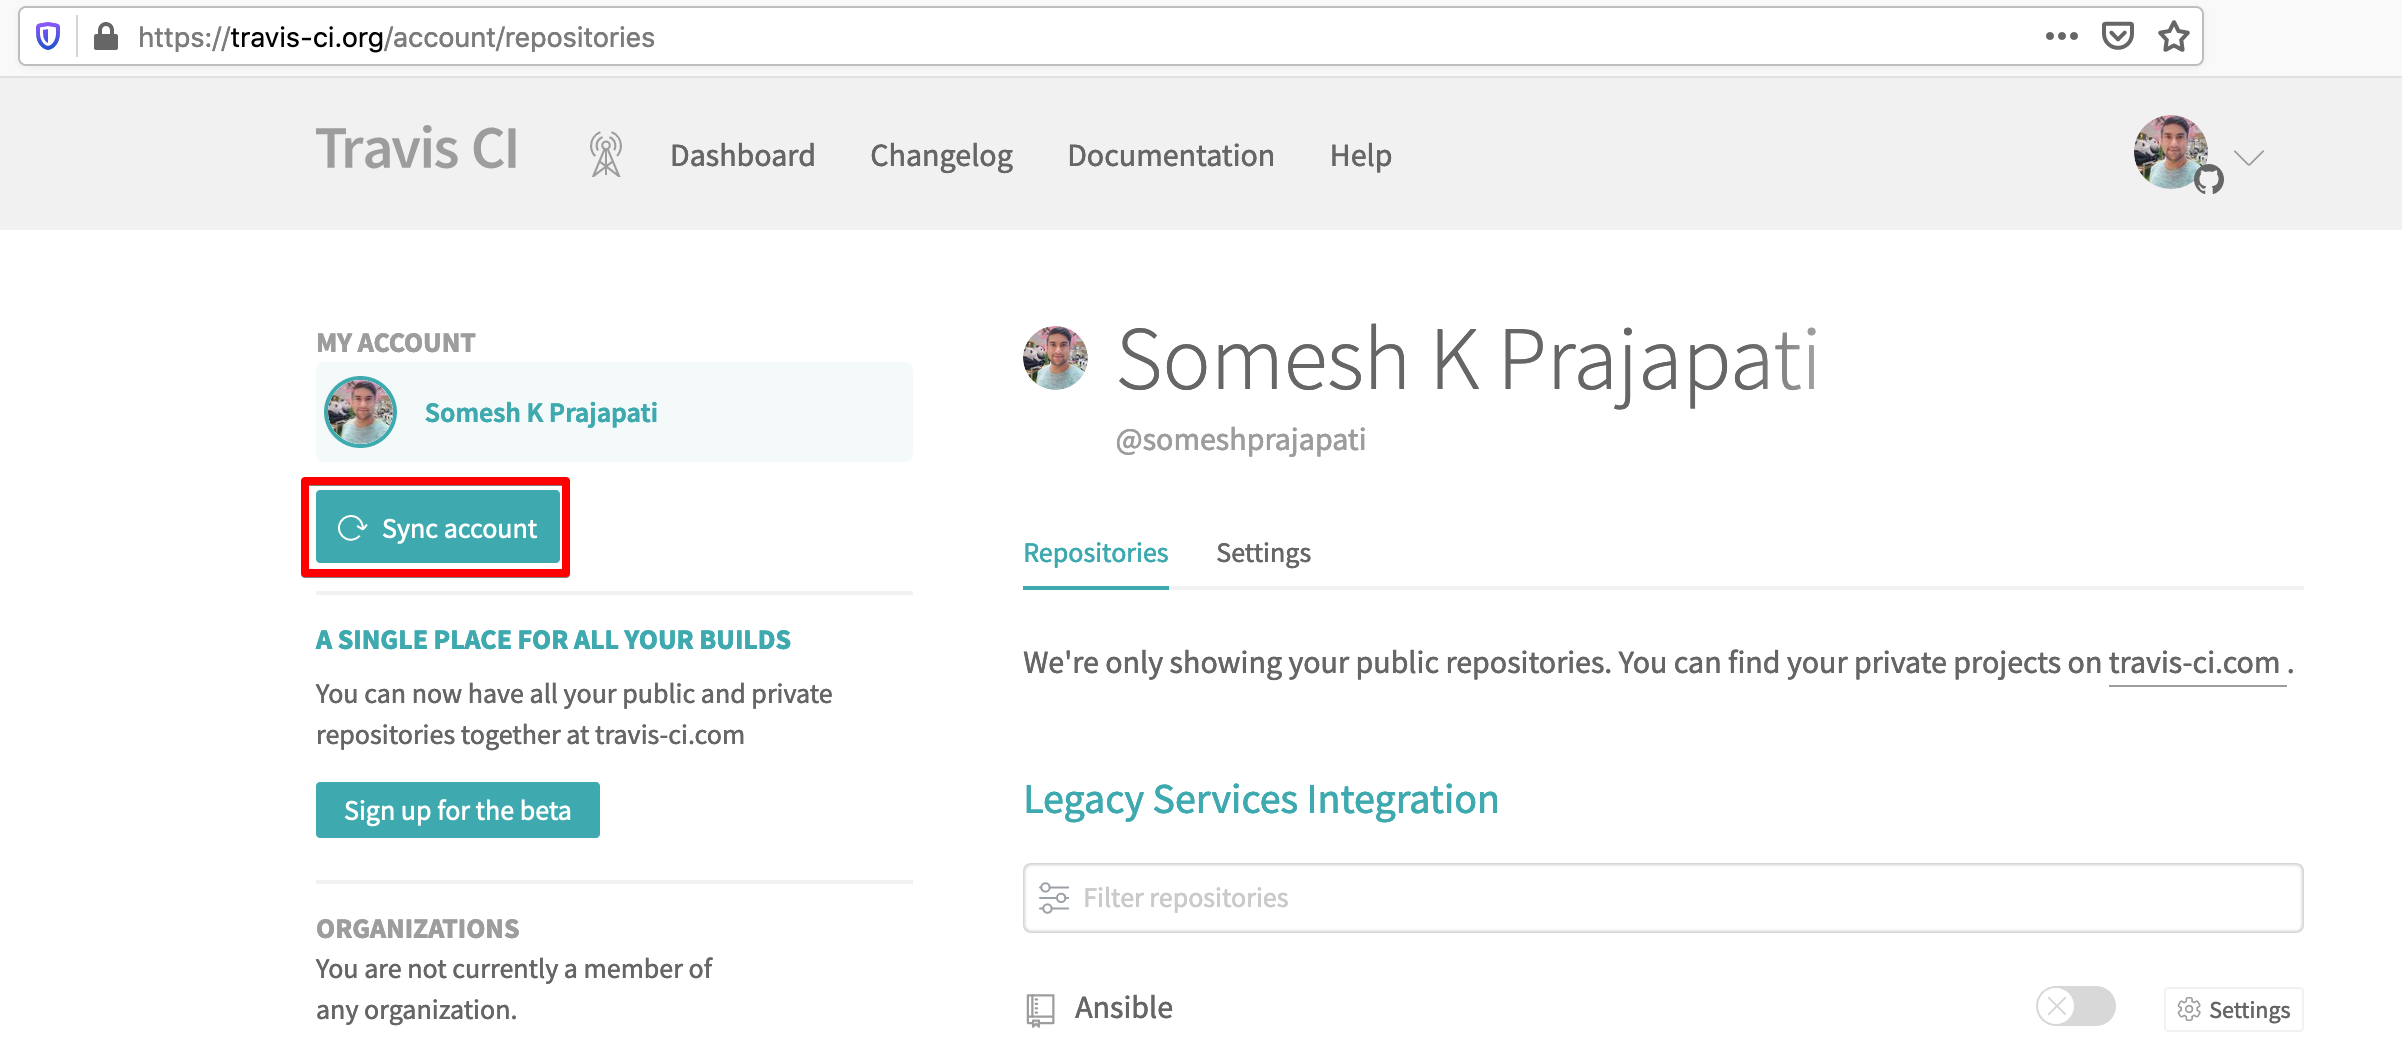 https://travis-ci.org/account/repositories
Travis CI
Dashboard
Changelog
Documentation
Help
MY ACCOUNT
Somesh K Prajapati
Sync account
A SINGLE PLACE FOR ALL YOUR BUILDS
You can now have all your public and private
repositories together at travis-ci.com
Sign up for the beta
ORGANIZATIONS
You are not currently a member of
any organization.
Somesh K Prajapati
@someshprajapati
Repositories
Settings
We're only showing your public repositories. You can find your private projects on travis-ci.com .
Legacy Services Integration
Filter repositories
Ansible
Settings